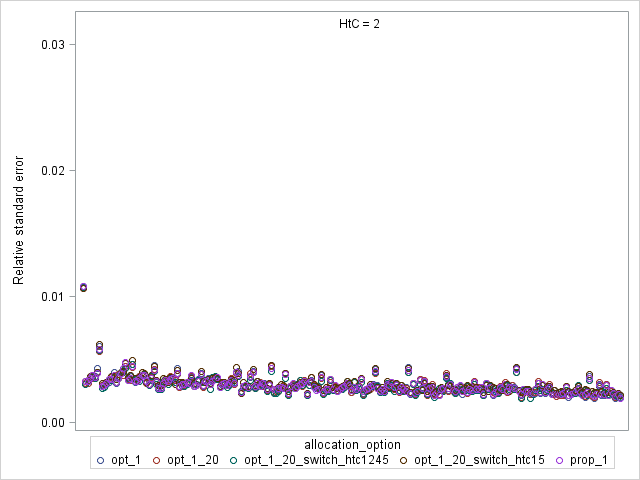 HtC = 2
0.03
0.02
0.01
0.00
Relative standard error
allocation_option
opt_1 opt_1_20 opt_1_20_switch_htc1245 opt_1_20_switch_htc15 prop_1